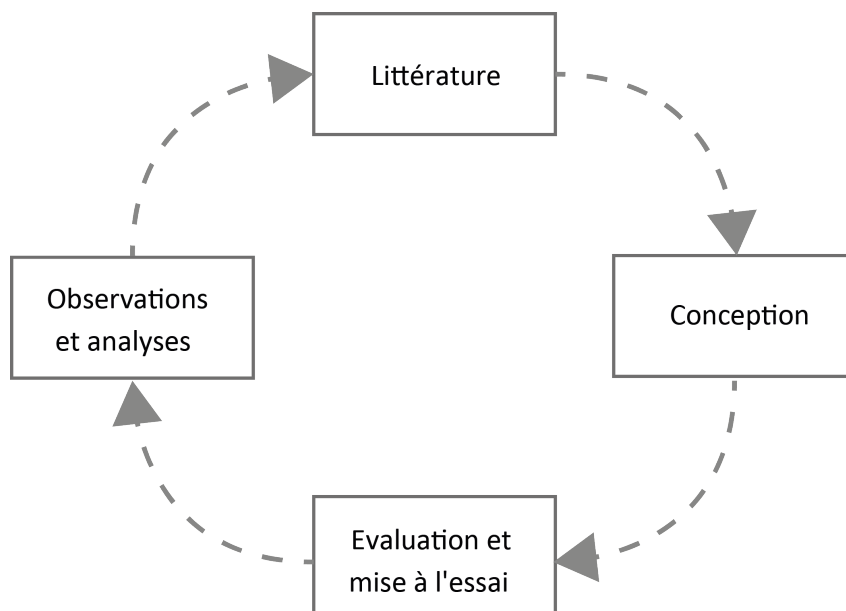 Littérature
Observations
et analyses
Conception
Evaluation et
mise à l'essai